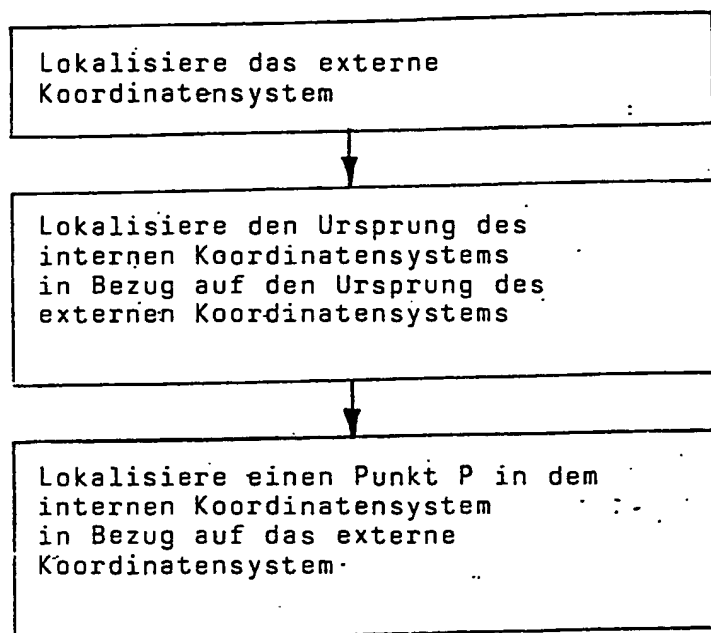 Lokalisiere das externe
Koordinatensystem
Lokalisiere den Ursprung des
internen Koordinatensystems
in Bezug auf den Ursprung des
externen Koordinatensystems
Lokalisiere einen Punkt P in dem
internen Koordinatensystem
in Bezug auf das externe
Koordinatensystem